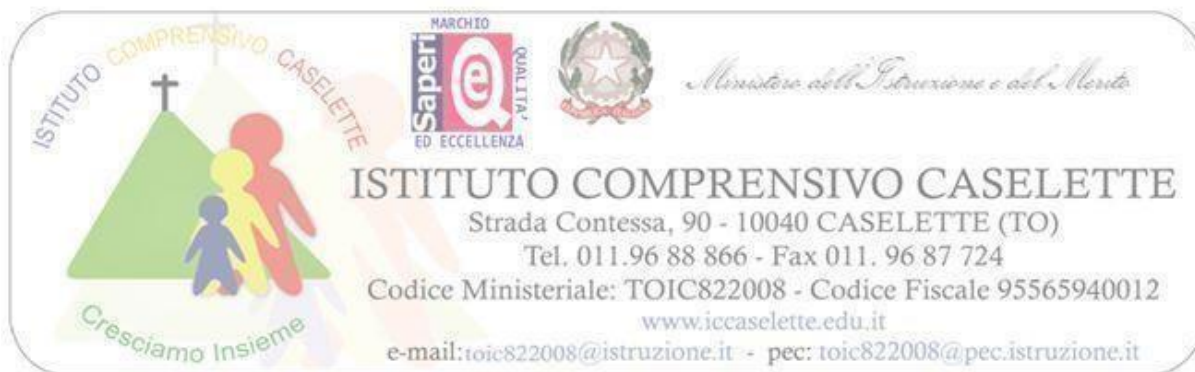 ISTITUTO COMPRENSIVO CASELETTE
Cresciamo Insieme
MARCHIO
Saperi
e
QUALITA'
ED ECCELLENZA
Ministero dell'Istruzione e del Merito
ISTITUTO COMPRENSIVO CASELETTE
Strada Contessa, 90 - 10040 CASELETTE (TO)
Tel. 011.96 88 866 - Fax 011. 96 87 724
Codice Ministeriale: TOIC822008 - Codice Fiscale 95565940012
www.iccaselette.edu.it
e-mail:toic822008@istruzione.it - pec: toic822008@pec.istruzione.it